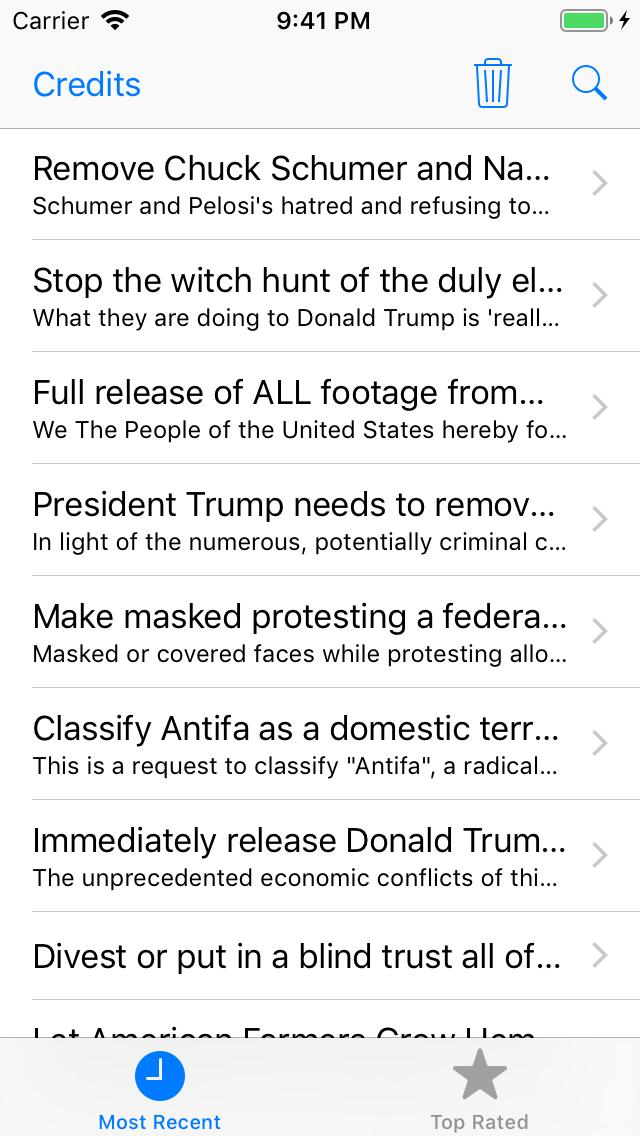 Carrier 9:41 PM
Credits
Remove Chuck Schumer and Na...
Schumer and Pelosi's hatred and refusing to...
Stop the witch hunt of the duly el...
What they are doing to Donald Trump is 'reall...
Full release of ALL footage from...
We The People of the United States hereby fo...
President Trump needs to remov...
In light of the numerous, potentially criminal c...
Make masked protesting a federa...
Masked or covered faces while protesting allo...
Classify Antifa as a domestic terr...
This is a request to classify "Antifa", a radical...
Immediately release Donald Trum...
The unprecedented economic conflicts of thi...
Divest or put in a blind trust all of...
Let American Farmers Grow Hem...
Most Recent
Top Rated